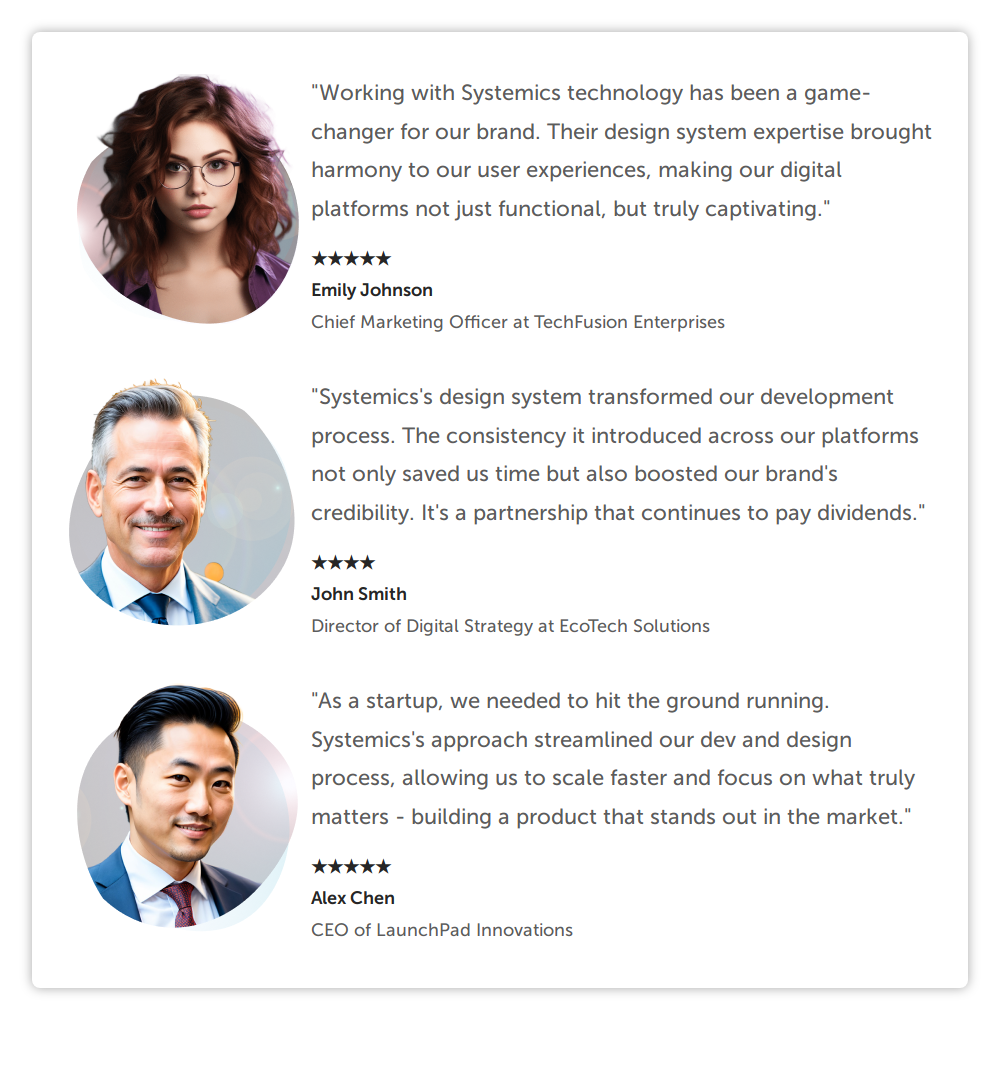 "Working with Systemics technology has been a game-
changer for our brand. Their design system expertise brought
harmony to our user experiences, making our digital
platforms not just functional, but truly captivating."
★★★★★
Emily Johnson
Chief Marketing Officer at TechFusion Enterprises
"Systemics's design system transformed our development
process. The consistency it introduced across our platforms
not only saved us time but also boosted our brand's
credibility. It's a partnership that continues to pay dividends."
★★★★
John Smith
Director of Digital Strategy at EcoTech Solutions
"As a startup, we needed to hit the ground running.
Systemics's approach streamlined our dev and design
process, allowing us to scale faster and focus on what truly
matters - building a product that stands out in the market."
★★★★★
Alex Chen
CEO of LaunchPad Innovations